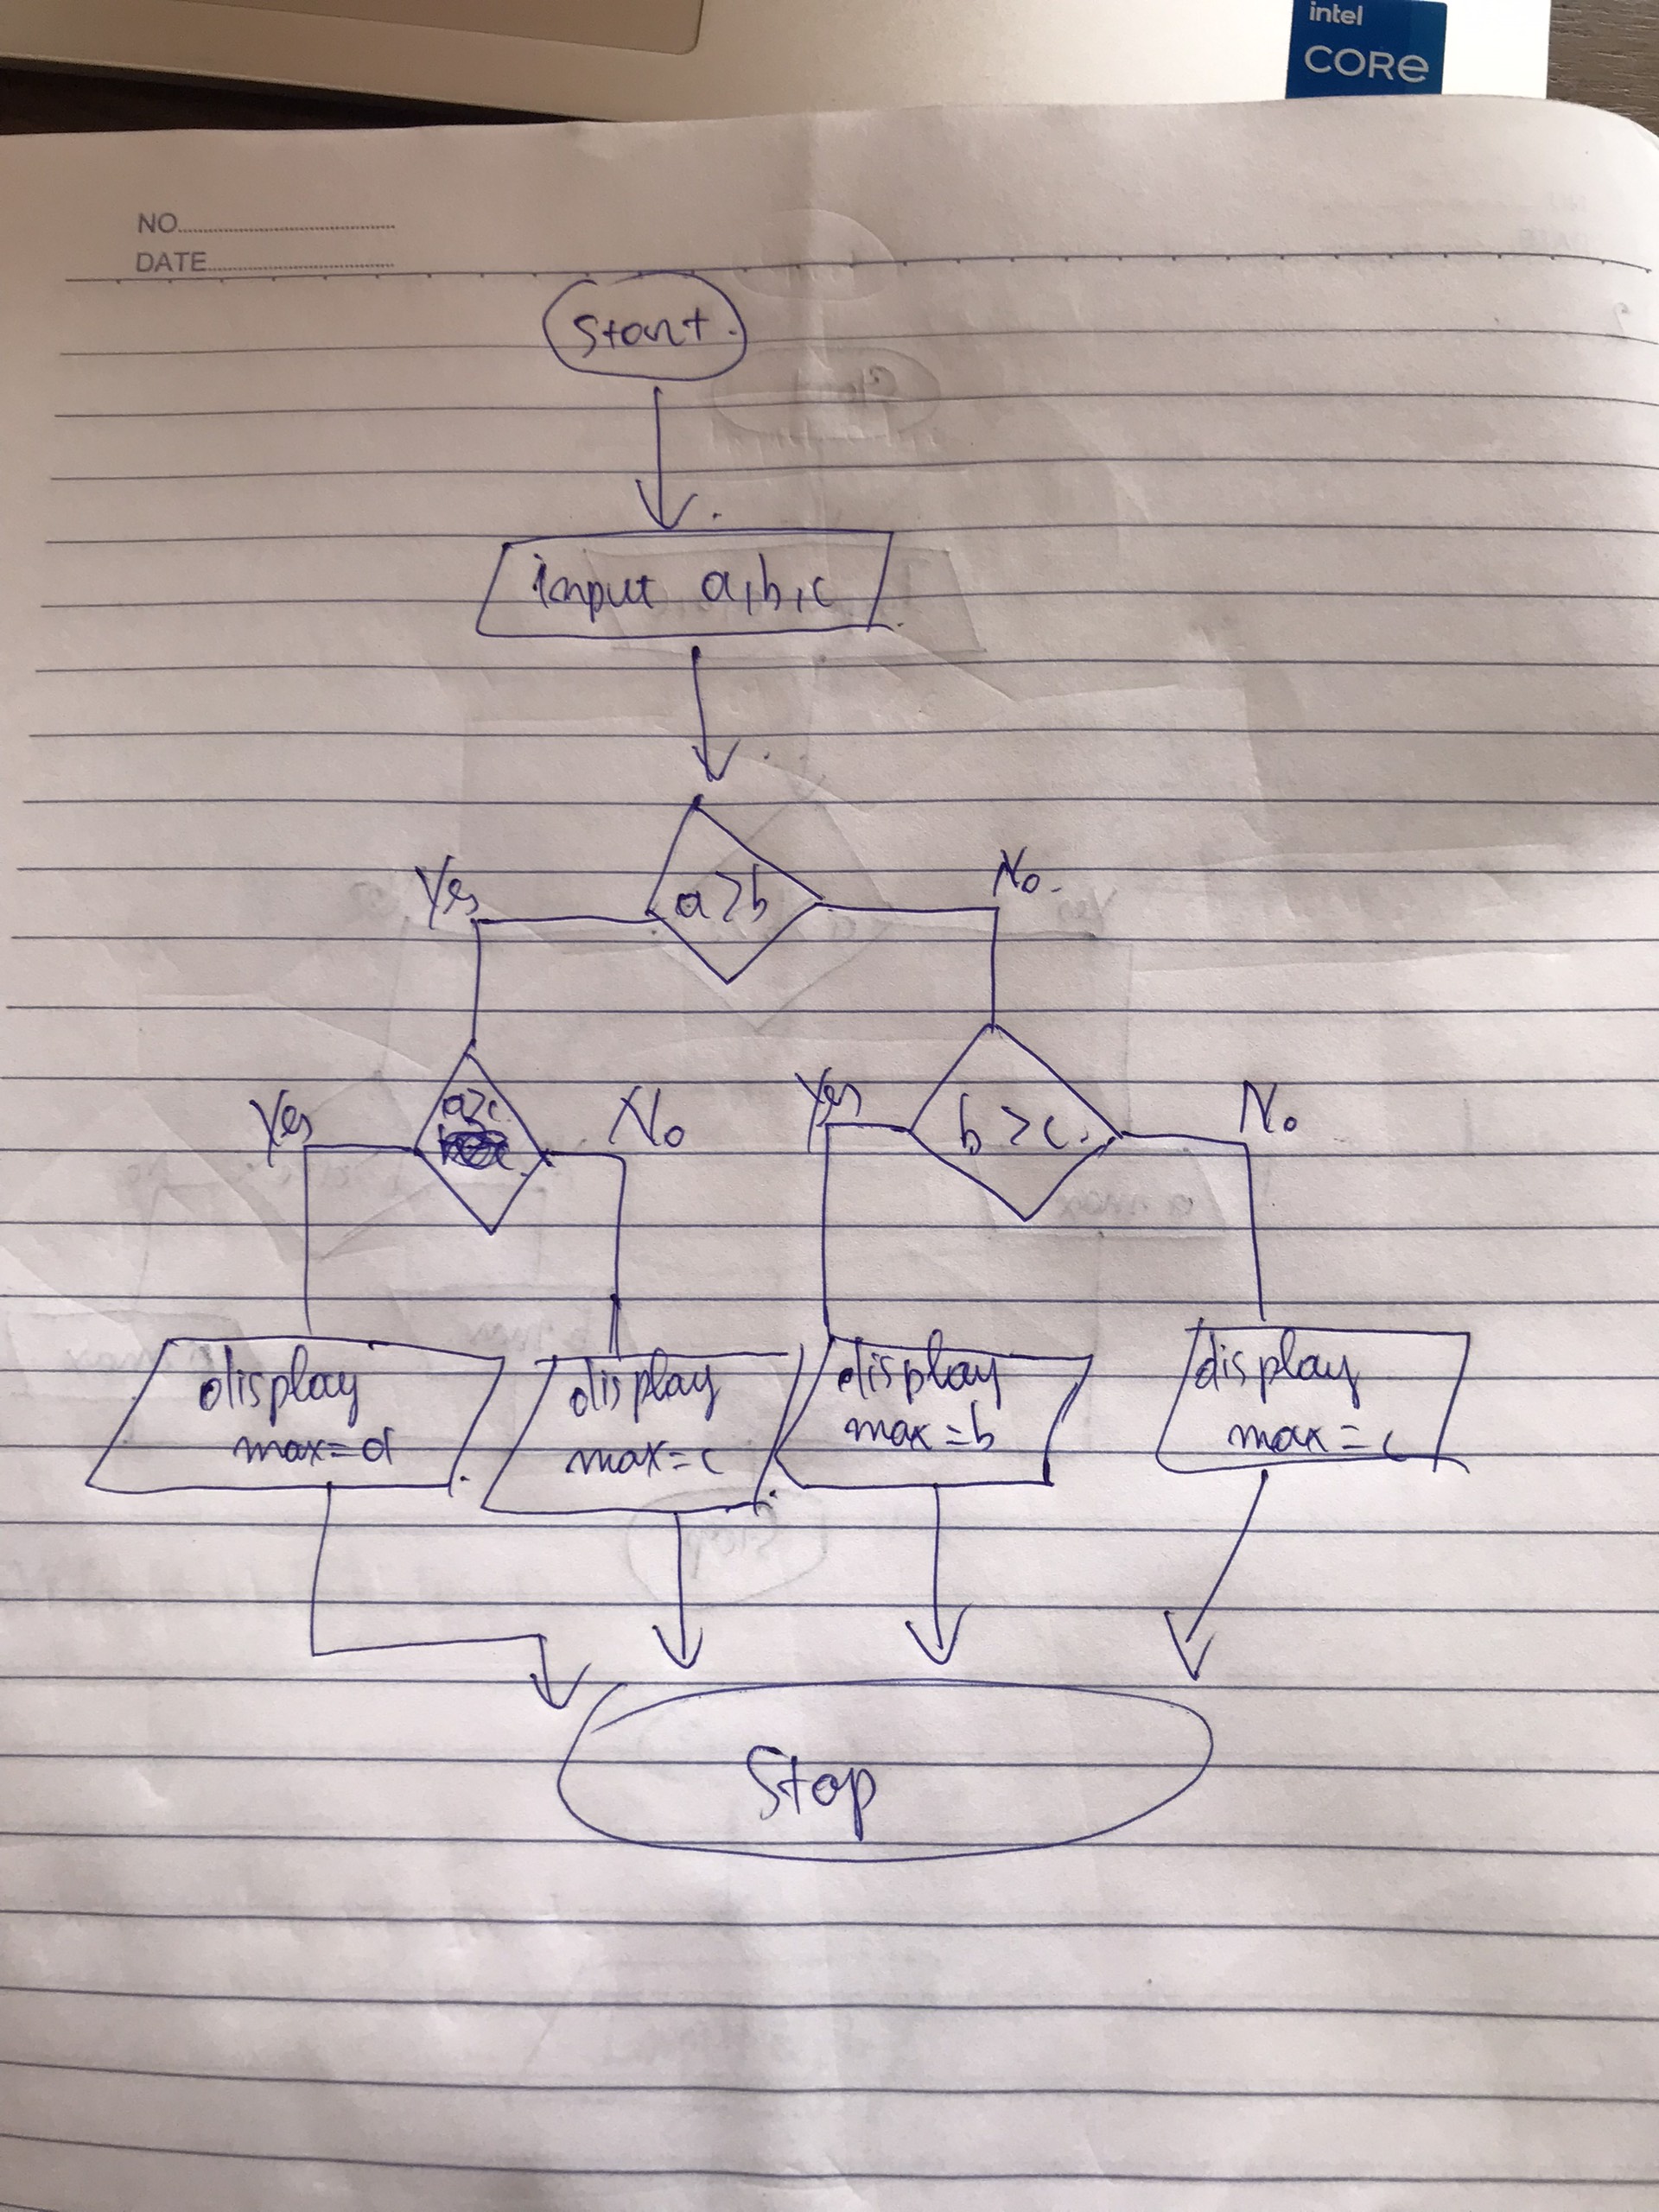 intel
CORE
NO.
DATE
Start.
input a,b,c
a>b
Yes
No.
a>c
Yes
No
b>c.
Yes
No
display
max=a
display
max=c
display
max=b
display
max=c
Stop